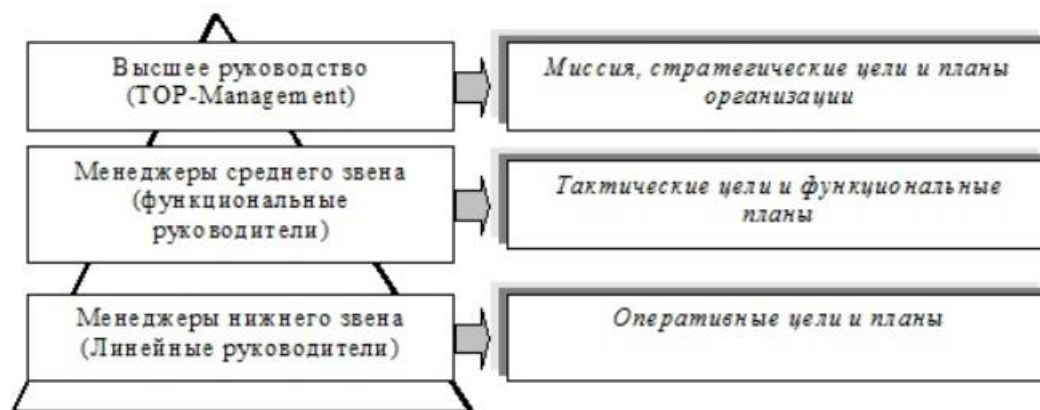 Высшее руководство
(TOP-Management)
Миссия, стратегические цели и планы
организации
Менеджеры среднего звена
(функциональные
руководители)
Тактические цели и функциональные
планы
Менеджеры нижнего звена
(Линейные руководители)
Оперативные цели и планы